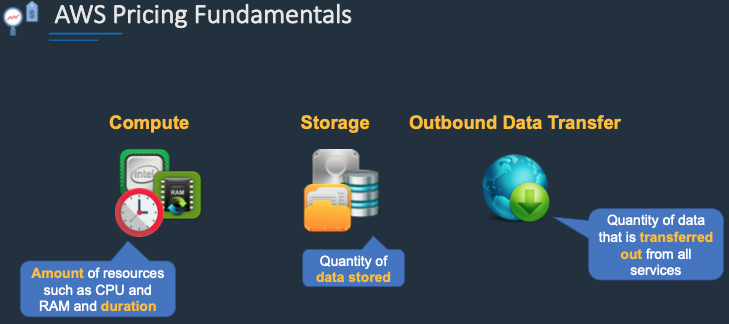 AWS Pricing Fundamentals
Compute
Storage
Outbound Data Transfer
intel
RAM
Amount of resources
such as CPU and
RAM and duration
Quantity of
data stored
Quantity of data
that is transferred
out from all
services